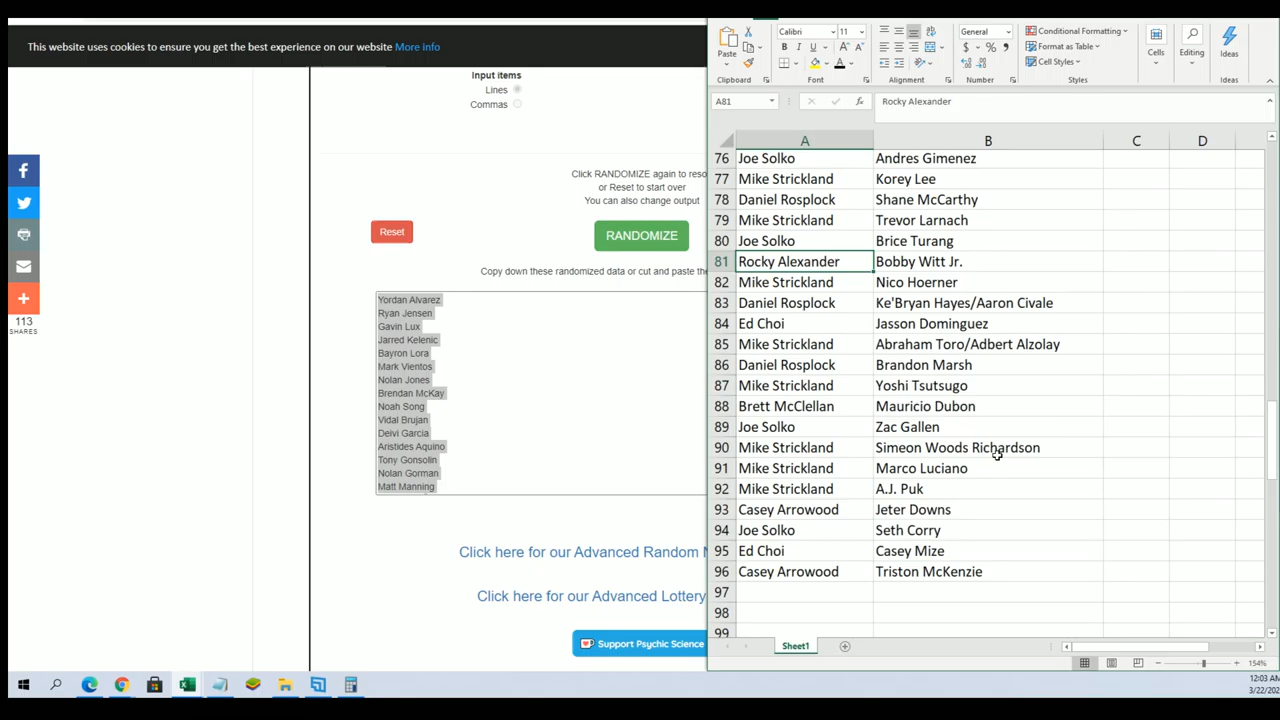 This website uses cookies to ensure you get the best experience on our website More info
Input items
Lines
Commas
Click RANDOMIZE again to reso
or Reset to start over
You can also change output
Reset
RANDOMIZE
Copy down these randomized data or cut and paste the
113
SHARES
Yordan Alvarez
Ryan Jensen
Gavin Lux
Jarred Kelenic
Bayron Lora
Mark Vientos
Nolan Jones
Brendan McKay
Noah Song
Vidal Brujan
Deivi Garcia
Aristides Aquino
Tony Gonsolin
Nolan Gorman
Matt Manning
Click here for our Advanced Random
Click here for our Advanced Lottery
Support Psychic Science
Paste
Calibri 11
B I
General
Conditional Formatting
Format as Table
Cell Styles
Cells
Editing
Ideas
Clipboard Font Alignment Number Styles Ideas
A81 fx Rocky Alexander
A B C D
76 Joe Solko Andres Gimenez
77 Mike Strickland Korey Lee
78 Daniel Rosplock Shane McCarthy
79 Mike Strickland Trevor Larnach
80 Joe Solko Brice Turang
81 Rocky Alexander Bobby Witt Jr.
82 Mike Strickland Nico Hoerner
83 Daniel Rosplock Ke'Bryan Hayes/Aaron Civale
84 Ed Choi Jasson Dominguez
85 Mike Strickland Abraham Toro/Adbert Alzolay
86 Daniel Rosplock Brandon Marsh
87 Mike Strickland Yoshi Tsutsugo
88 Brett McClellan Mauricio Dubon
89 Joe Solko Zac Gallen
90 Mike Strickland Simeon Woods Richardson
91 Mike Strickland Marco Luciano
92 Mike Strickland A.J. Puk
93 Casey Arrowood Jeter Downs
94 Joe Solko Seth Corry
95 Ed Choi Casey Mize
96 Casey Arrowood Triston McKenzie
97
98
99
Sheet1
154%
12:03 AM
3/22/202